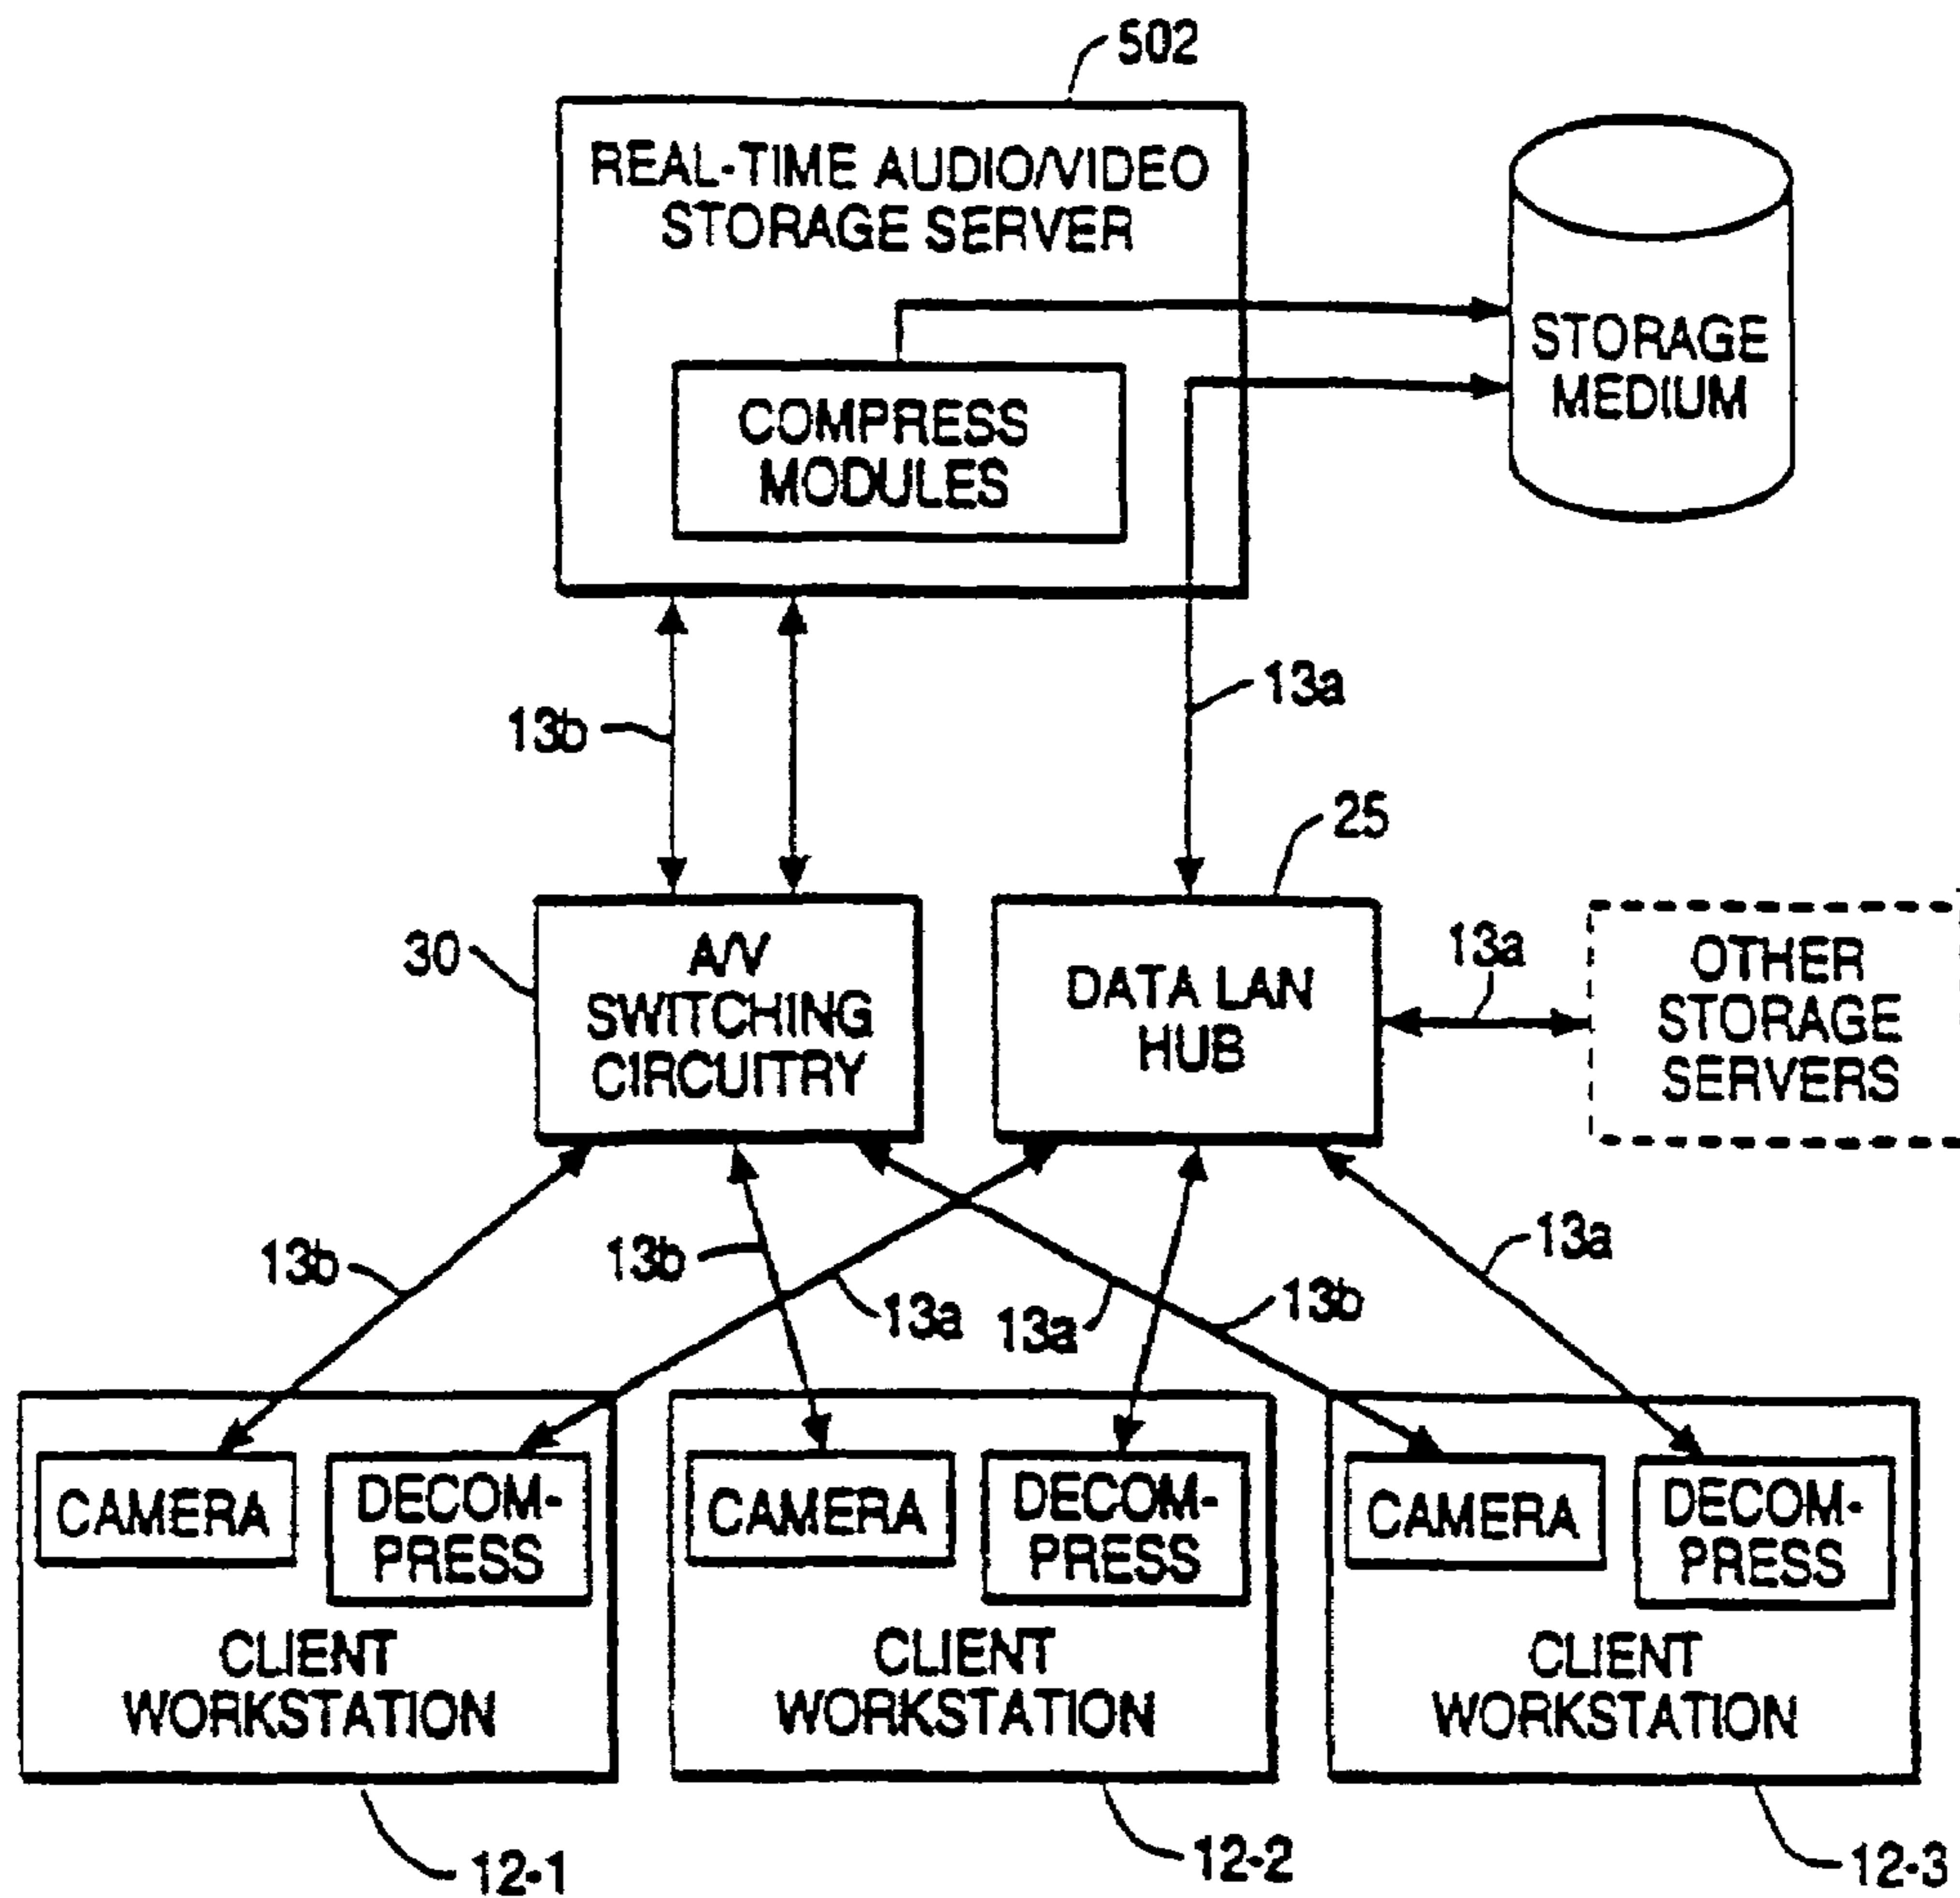 502
REAL-TIME AUDIO/VIDEO
STORAGE SERVER
COMPRESS
MODULES
STORAGE
MEDIUM
13b
13a
25
30
A/V
SWITCHING
CIRCUITRY
DATA LAN
HUB
13a
OTHER
STORAGE
SERVERS
13b
13b
13a
13a
13b
13a
CAMERA
DECOM-
PRESS
CLIENT
WORKSTATION
CAMERA
DECOM-
PRESS
CLIENT
WORKSTATION
CAMERA
DECOM-
PRESS
CLIENT
WORKSTATION
12-1
12-2
12-3